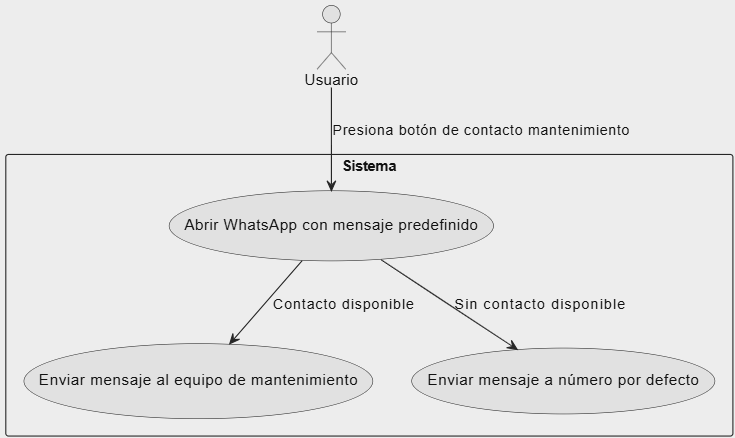 Usuario
Presiona botón de contacto mantenimiento
Sistema
Abrir WhatsApp con mensaje predefinido
Contacto disponible
Sin contacto disponible
Enviar mensaje al equipo de mantenimiento
Enviar mensaje a número por defecto